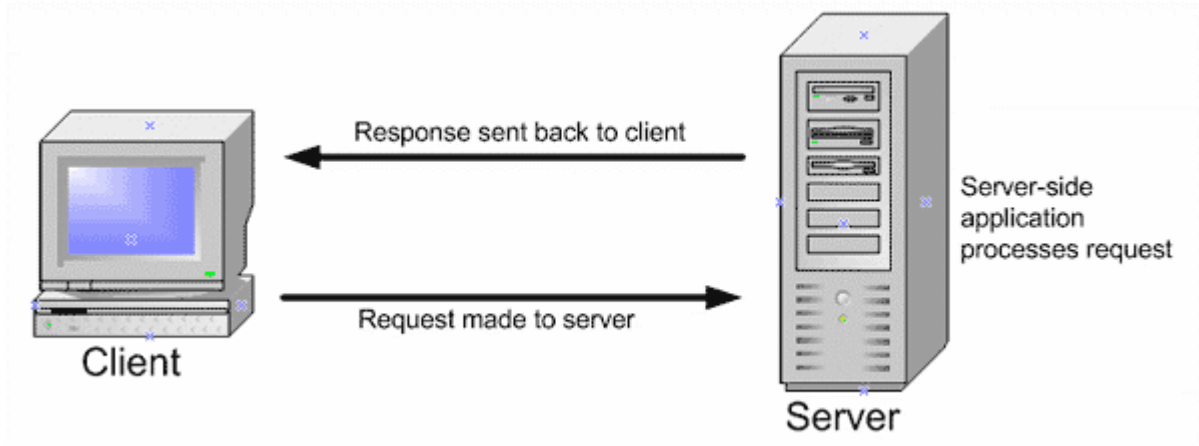 Response sent back to client
Server-side
application
processes request
Request made to server
Client
Server